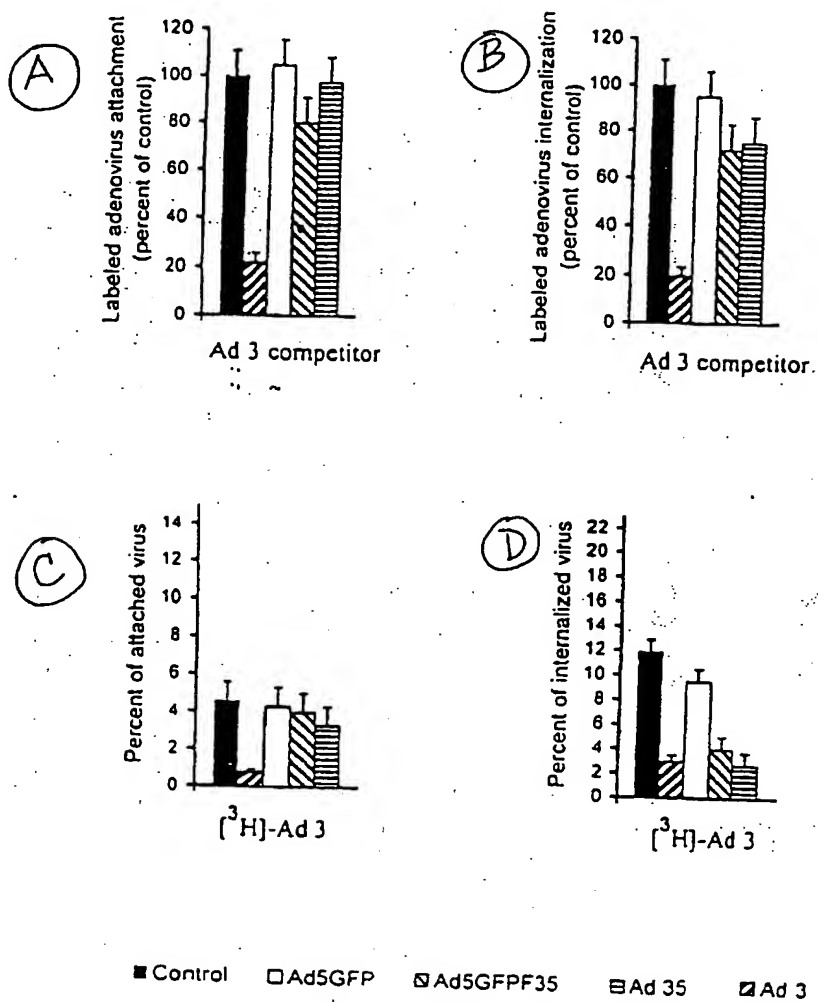 A
Labeled adenovirus attachment
(percent of control)
120
100
80
60
40
20
0
Ad 3 competitor
B
Labeled adenovirus internalization
(percent of control)
120
100
80
60
40
20
0
Ad 3 competitor.
C
Percent of attached virus
14
12
10
8
6
4
2
0
[³H]-Ad 3
D
Percent of internalized virus
22
20
18
16
14
12
10
8
6
4
2
0
[³H]-Ad 3
Control Ad5GFP Ad5GFPF35 Ad 35 Ad 3